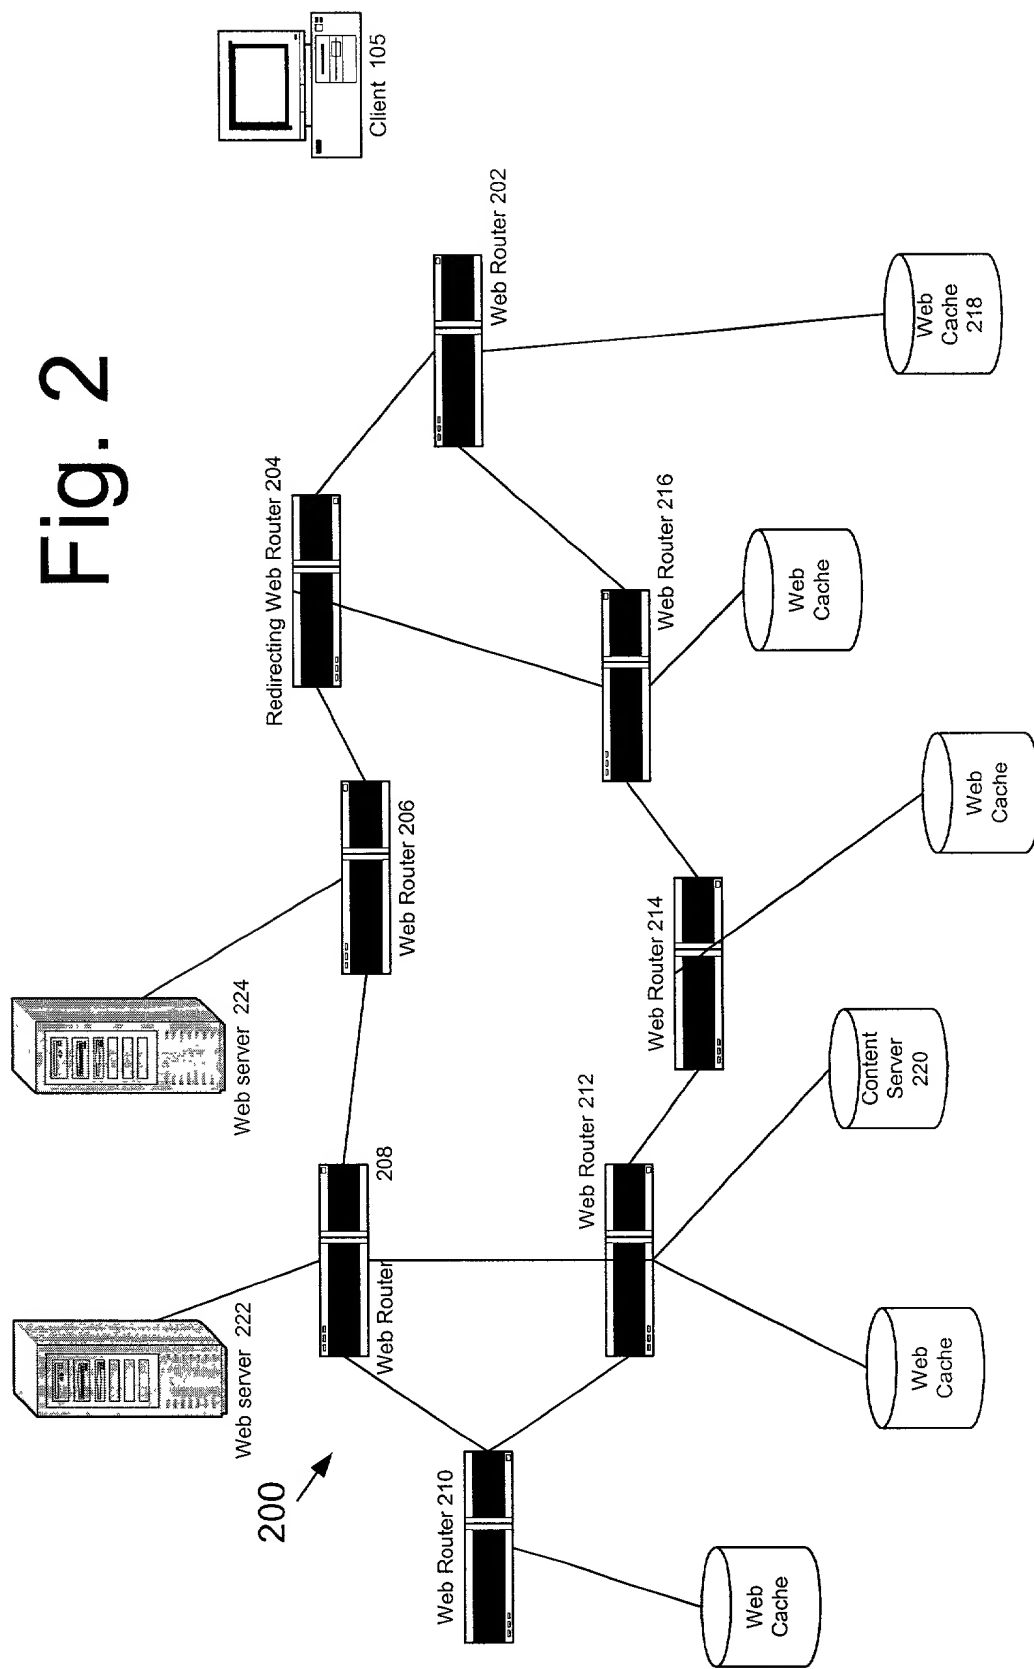 Fig. 2
200
Web server 222
Web server 224
Client 105
Redirecting Web Router 204
Web Router 206
Web Router
208
Web Router 202
Web Router 210
Web Router 212
Web Router 214
Web Router 216
Web
Cache
Web
Cache
Content
Server
220
Web
Cache
Web
Cache
Web
Cache
218